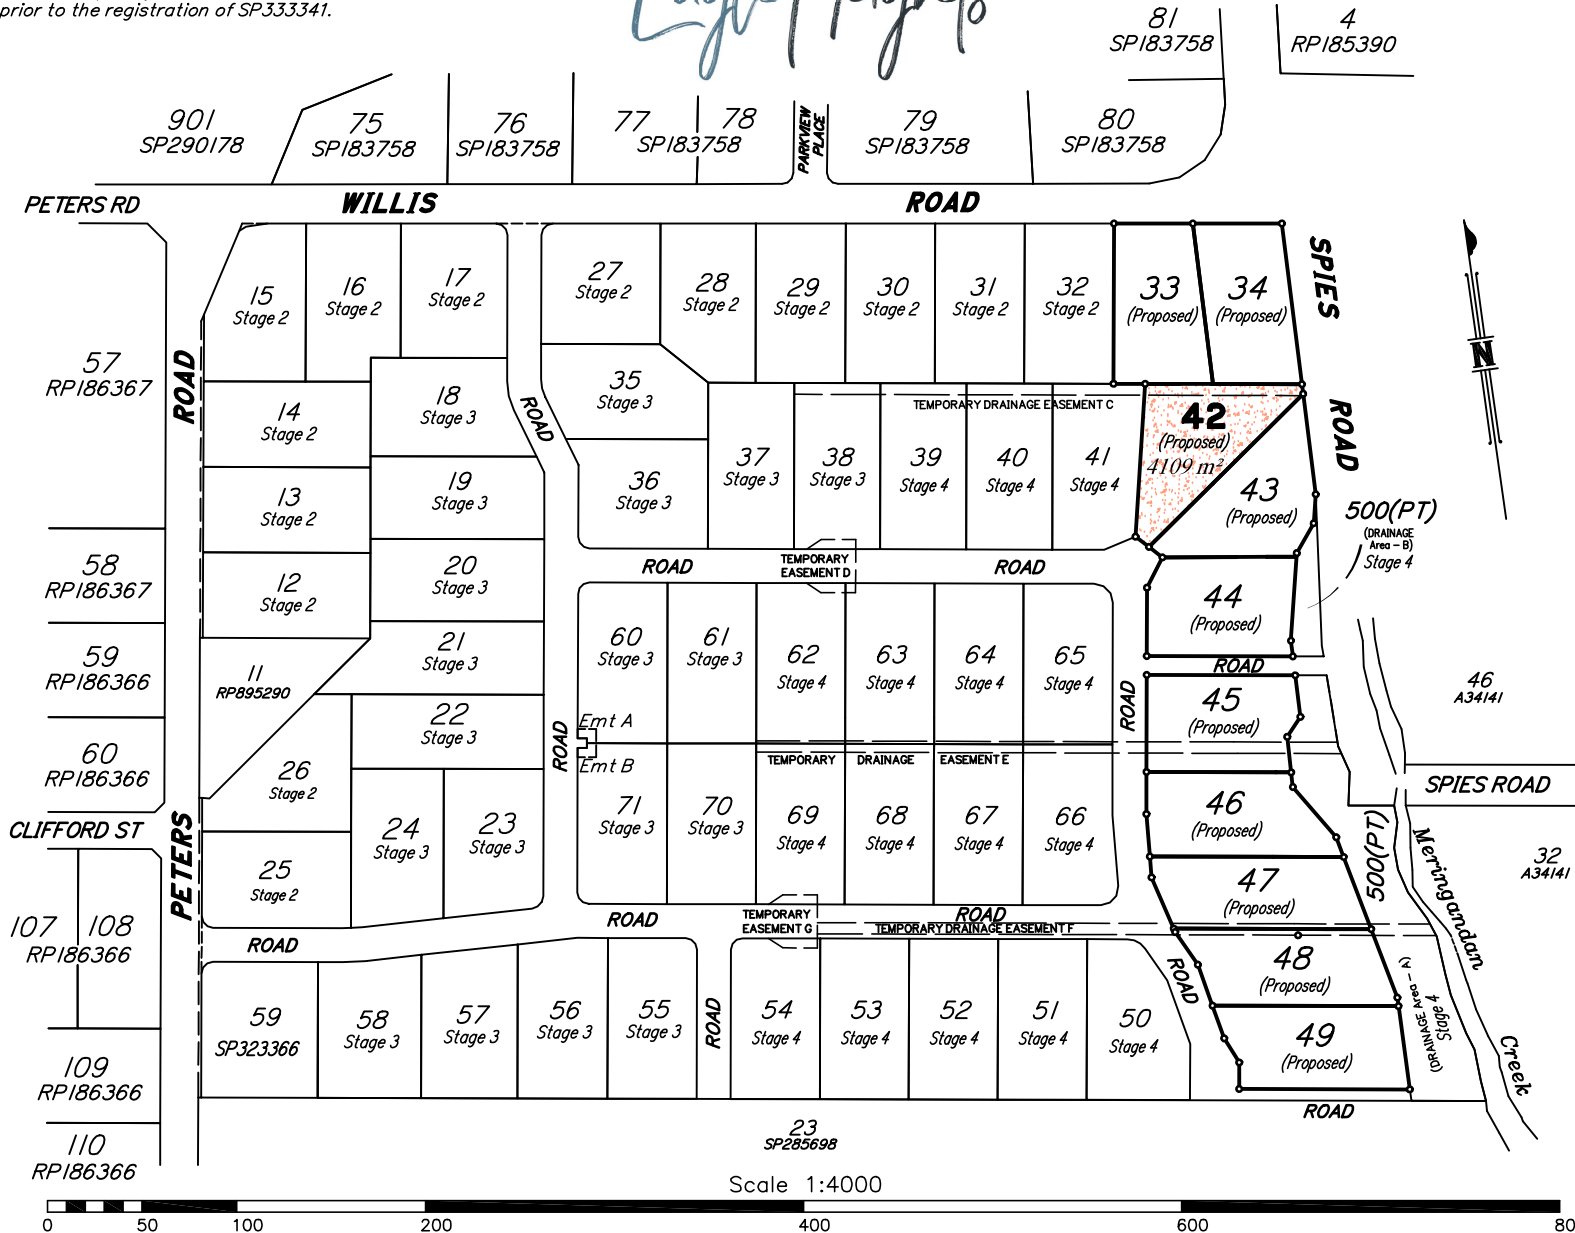 prior to the registration of SP333341.
81
SP183758
4
RP185390
901
SP290178
75
SP183758
76
SP183758
77
78
SP183758
PARKVIEW
PLACE
79
SP183758
80
SP183758
PETERS RD
WILLIS
ROAD
15
Stage 2
16
Stage 2
17
Stage 2
27
Stage 2
28
Stage 2
29
Stage 2
30
Stage 2
31
Stage 2
32
Stage 2
33
(Proposed)
34
(Proposed)
SPIES
ROAD
N
57
RP186367
ROAD
14
Stage 2
18
Stage 3
ROAD
35
Stage 3
TEMPORARY DRAINAGE EASEMENT C
42
(Proposed)
4109 m²
13
Stage 2
19
Stage 3
36
Stage 3
37
Stage 3
38
Stage 3
39
Stage 4
40
Stage 4
41
Stage 4
43
(Proposed)
500(PT)
(DRAINAGE
Area - B)
Stage 4
58
RP186367
12
Stage 2
20
Stage 3
ROAD
TEMPORARY
EASEMENT D
ROAD
44
(Proposed)
59
RP186366
11
RP895290
21
Stage 3
60
Stage 3
61
Stage 3
62
Stage 4
63
Stage 4
64
Stage 4
65
Stage 4
ROAD
ROAD
46
A34141
60
RP186366
22
Stage 3
ROAD
Emt A
Emt B
45
(Proposed)
TEMPORARY DRAINAGE EASEMENT E
26
Stage 2
SPIES ROAD
CLIFFORD ST
PETERS
24
Stage 3
23
Stage 3
71
Stage 3
70
Stage 3
69
Stage 4
68
Stage 4
67
Stage 4
66
Stage 4
46
(Proposed)
500(PT)
Meringandan
32
A34141
25
Stage 2
47
(Proposed)
107
108
RP186366
ROAD
ROAD
TEMPORARY
EASEMENT G
ROAD
TEMPORARY DRAINAGE EASEMENT F
48
(Proposed)
ROAD
(DRAINAGE Area - A)
Stage 4
59
SP323366
58
Stage 3
57
Stage 3
56
Stage 3
55
Stage 3
ROAD
54
Stage 4
53
Stage 4
52
Stage 4
51
Stage 4
50
Stage 4
49
(Proposed)
Creek
109
RP186366
ROAD
110
RP186366
23
SP285698
Scale 1:4000
0 50 100 200 400 600 80